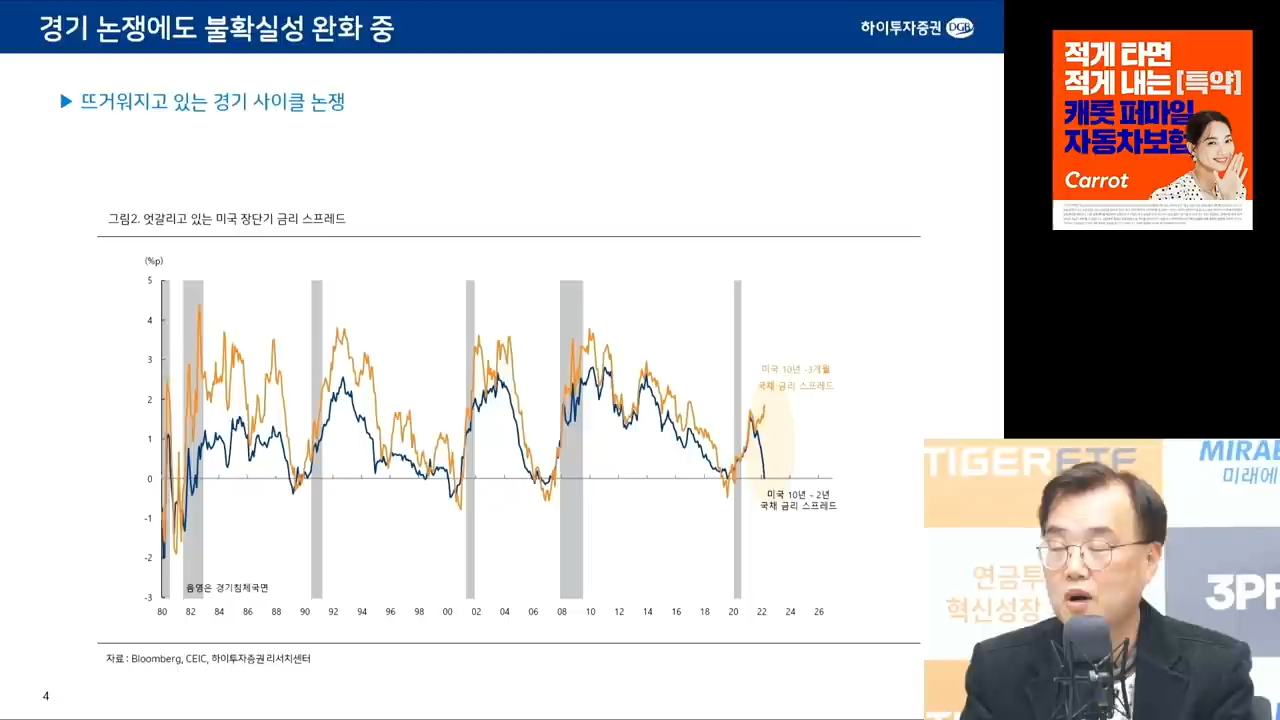 경기 논쟁에도 불확실성 완화 중
하이투자증권 DGB
▶ 뜨거워지고 있는 경기 사이클 논쟁
그림2. 엇갈리고 있는 미국 장단기 금리 스프레드
(%p)
5
4
3
2
1
0
-1
-2
-3
미국 10년 -3개월
국채 금리 스프레드
미국 10년 - 2년
국채 금리 스프레드
음영은 경기침체국면
80 82 84 86 88 90 92 94 96 98 00 02 04 06 08 10 12 14 16 18 20 22 24 26
자료 : Bloomberg, CEIC, 하이투자증권 리서치센터
4
적게 타면
적게 내는 [특약]
캐롯 퍼마일
자동차보험
Carrot
TIGER ETF
MIRAE
미래에
연금투
혁신성장
3PR